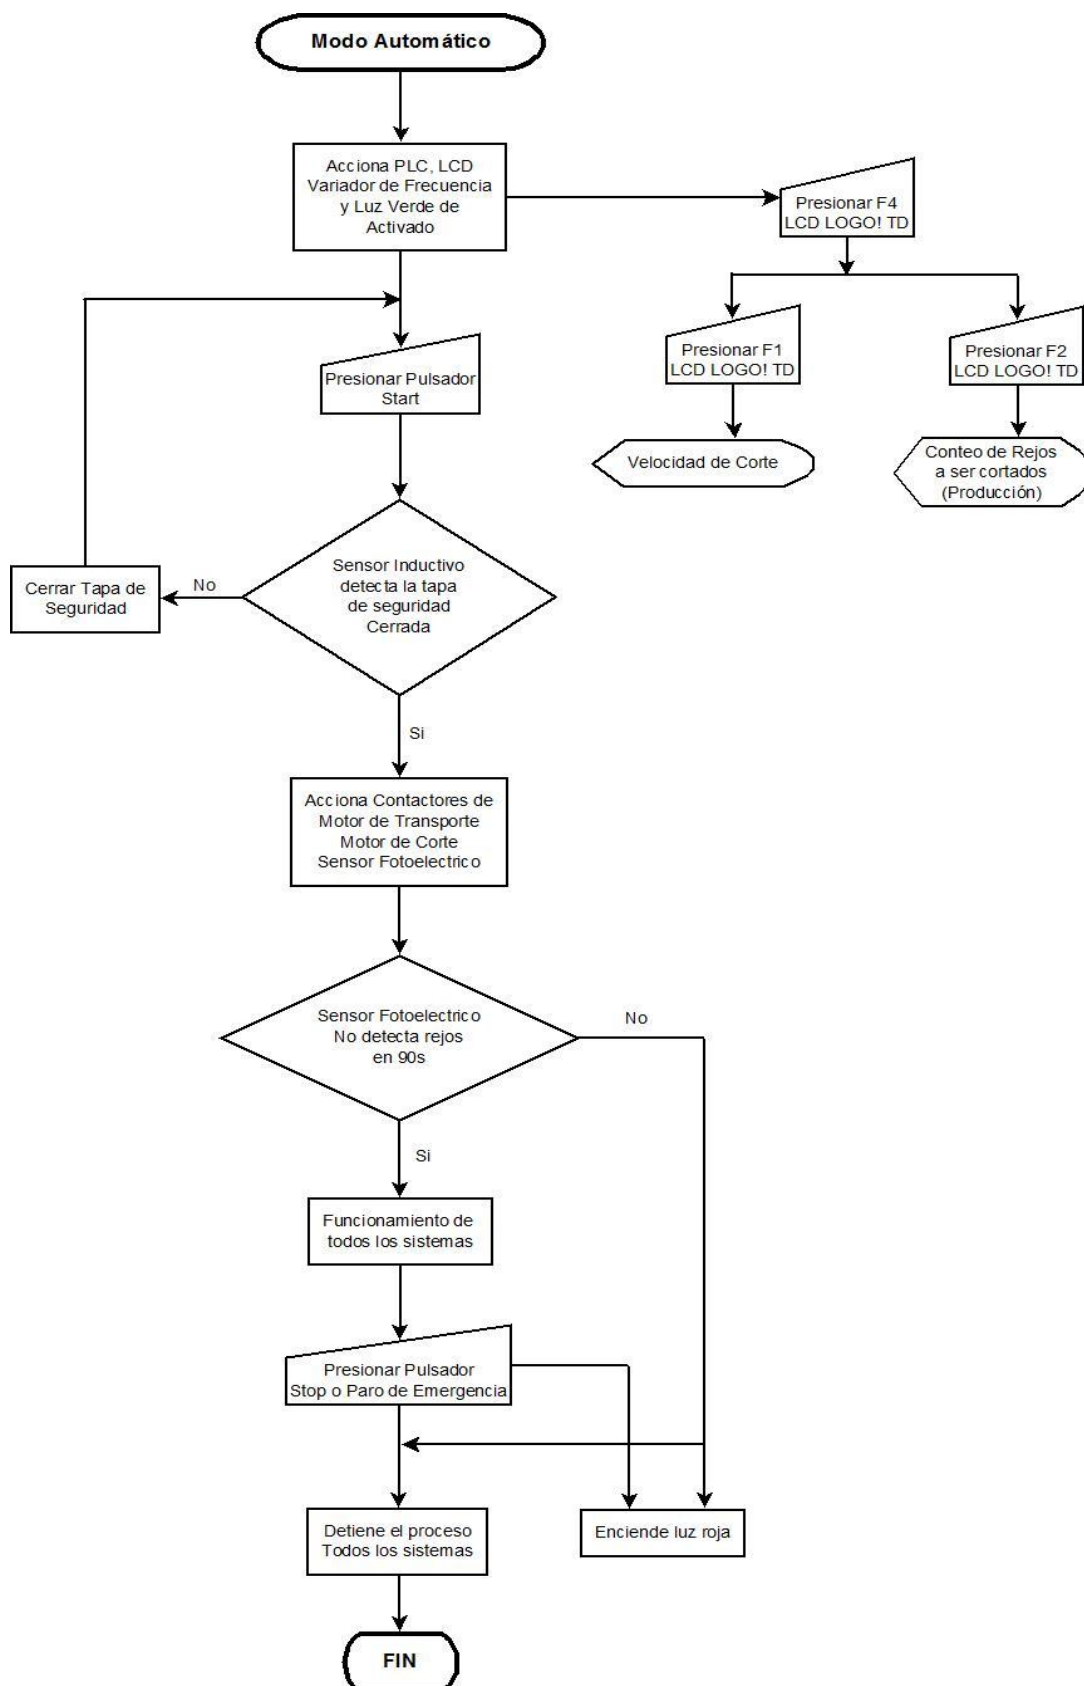 Modo Automático
Acciona PLC, LCD
Variador de Frecuencia
y Luz Verde de
Activado
Presionar F4
LCD LOGO! TD
Presionar F1
LCD LOGO! TD
Presionar F2
LCD LOGO! TD
Presionar Pulsador
Start
Velocidad de Corte
Conteo de Rejos
a ser cortados
(Producción)
Sensor Inductivo
detecta la tapa
de seguridad
Cerrada
No
Cerrar Tapa de
Seguridad
Si
Acciona Contactores de
Motor de Transporte
Motor de Corte
Sensor Fotoelectrico
Sensor Fotoelectrico
No detecta rejos
en 90s
No
Si
Funcionamiento de
todos los sistemas
Presionar Pulsador
Stop o Paro de Emergencia
Detiene el proceso
Todos los sistemas
Enciende luz roja
FIN